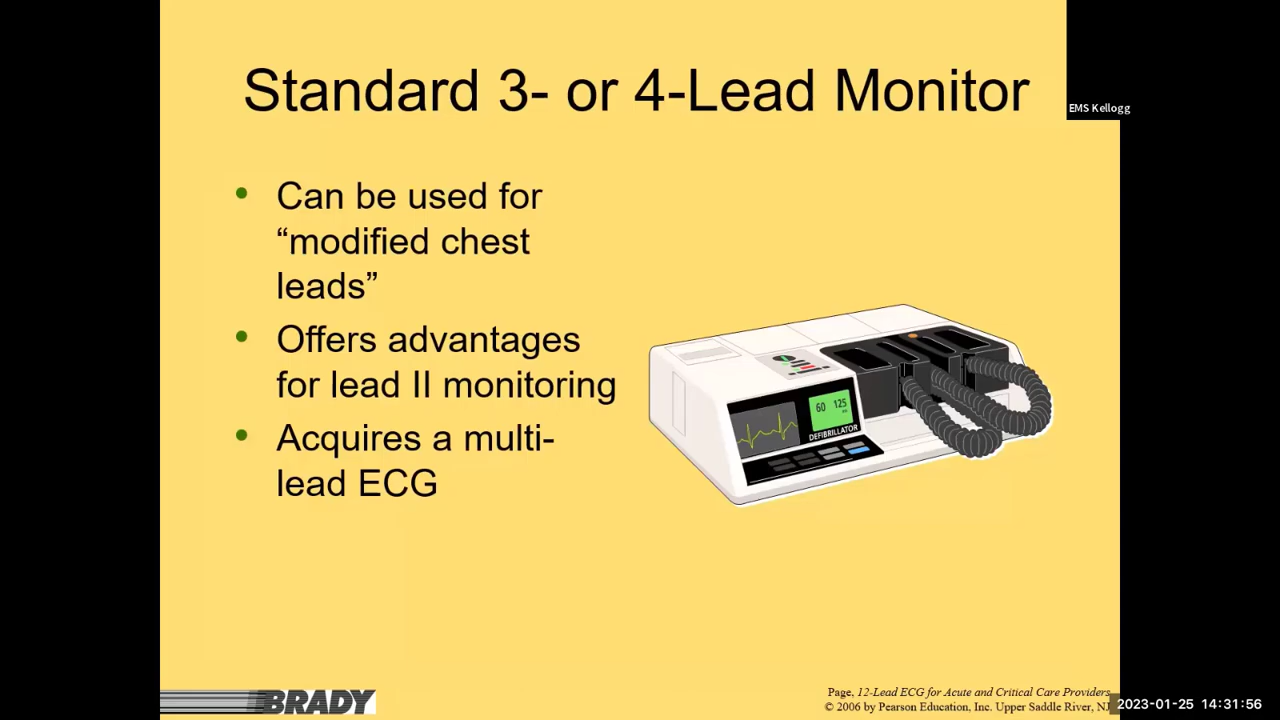 Standard 3- or 4-Lead Monitor
EMS Kellogg
• Can be used for
“modified chest
leads”
• Offers advantages
for lead II monitoring
• Acquires a multi-
lead ECG
60 125
DEFIBRILLATOR
BRADY
Page, 12-Lead ECG for Acute and Critical Care Providers
© 2006 by Pearson Education, Inc. Upper Saddle River, NJ
2023-01-25 14:31:56